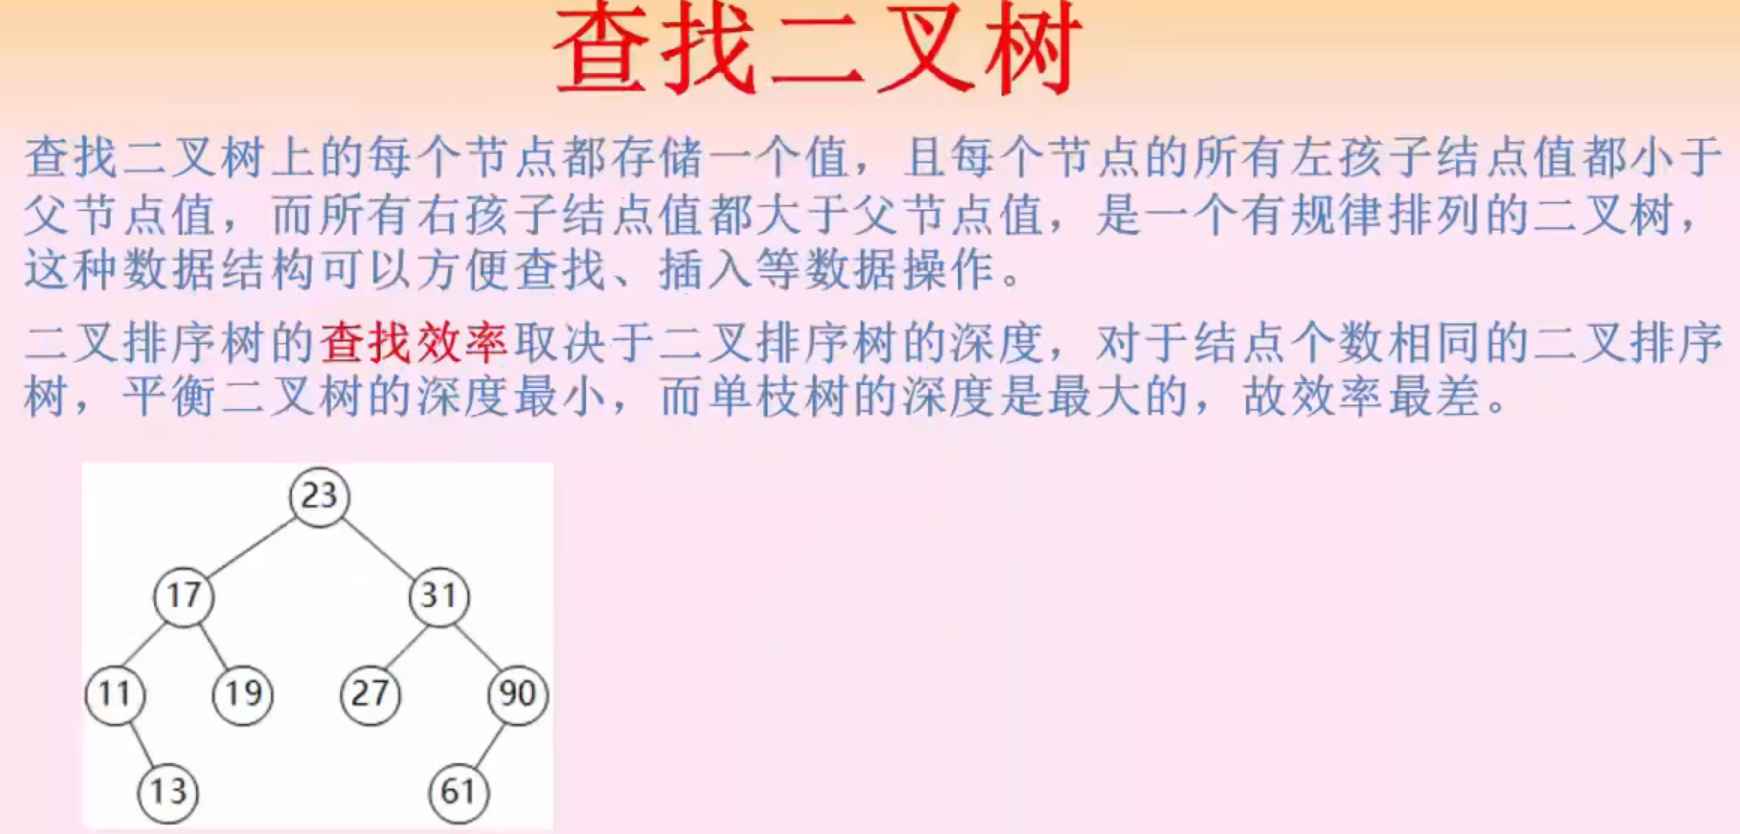 查找二叉树
查找二叉树上的每个节点都存储一个值，且每个节点的所有左孩子结点值都小于
父节点值，而所有右孩子结点值都大于父节点值，是一个有规律排列的二叉树，
这种数据结构可以方便查找、插入等数据操作。
二叉排序树的查找效率取决于二叉排序树的深度，对于结点个数相同的二叉排序
树，平衡二叉树的深度最小，而单枝树的深度是最大的，故效率最差。
23
17 31
11 19 27 90
13 61